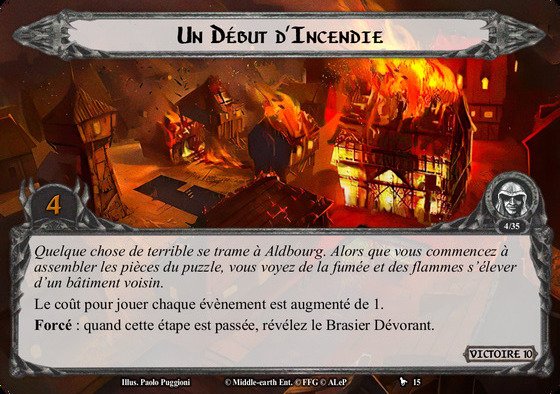 Un Début d'Incendie
4
4/35
Quelque chose de terrible se trame à Aldbourg. Alors que vous commencez à
assembler les pièces du puzzle, vous voyez de la fumée et des flammes s'élever
d'un bâtiment voisin.
Le coût pour jouer chaque évènement est augmenté de 1.
Forcé : quand cette étape est passée, révélez le Brasier Dévorant.
VICTOIRE 10
Illus. Paolo Puggioni © Middle-earth Ent. © FFG © ALeP 15